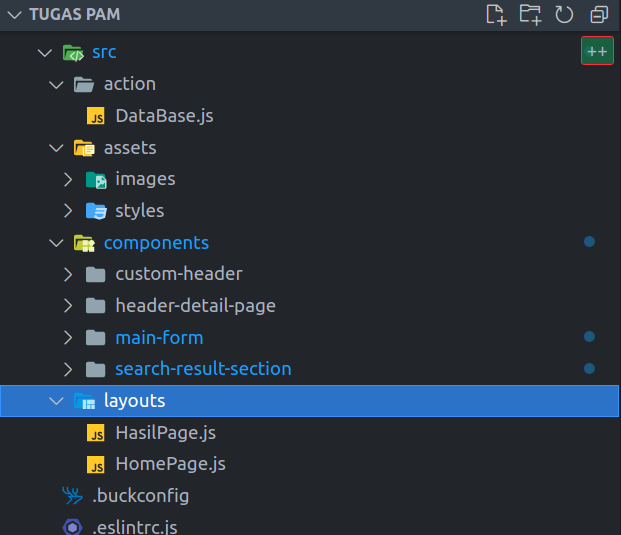 TUGAS PAM
src ++
action
JS DataBase.js
assets
images
styles
components
custom-header
header-detail-page
main-form
search-result-section
layouts
JS HasilPage.js
JS HomePage.js
.buckconfig
.eslintrc.js